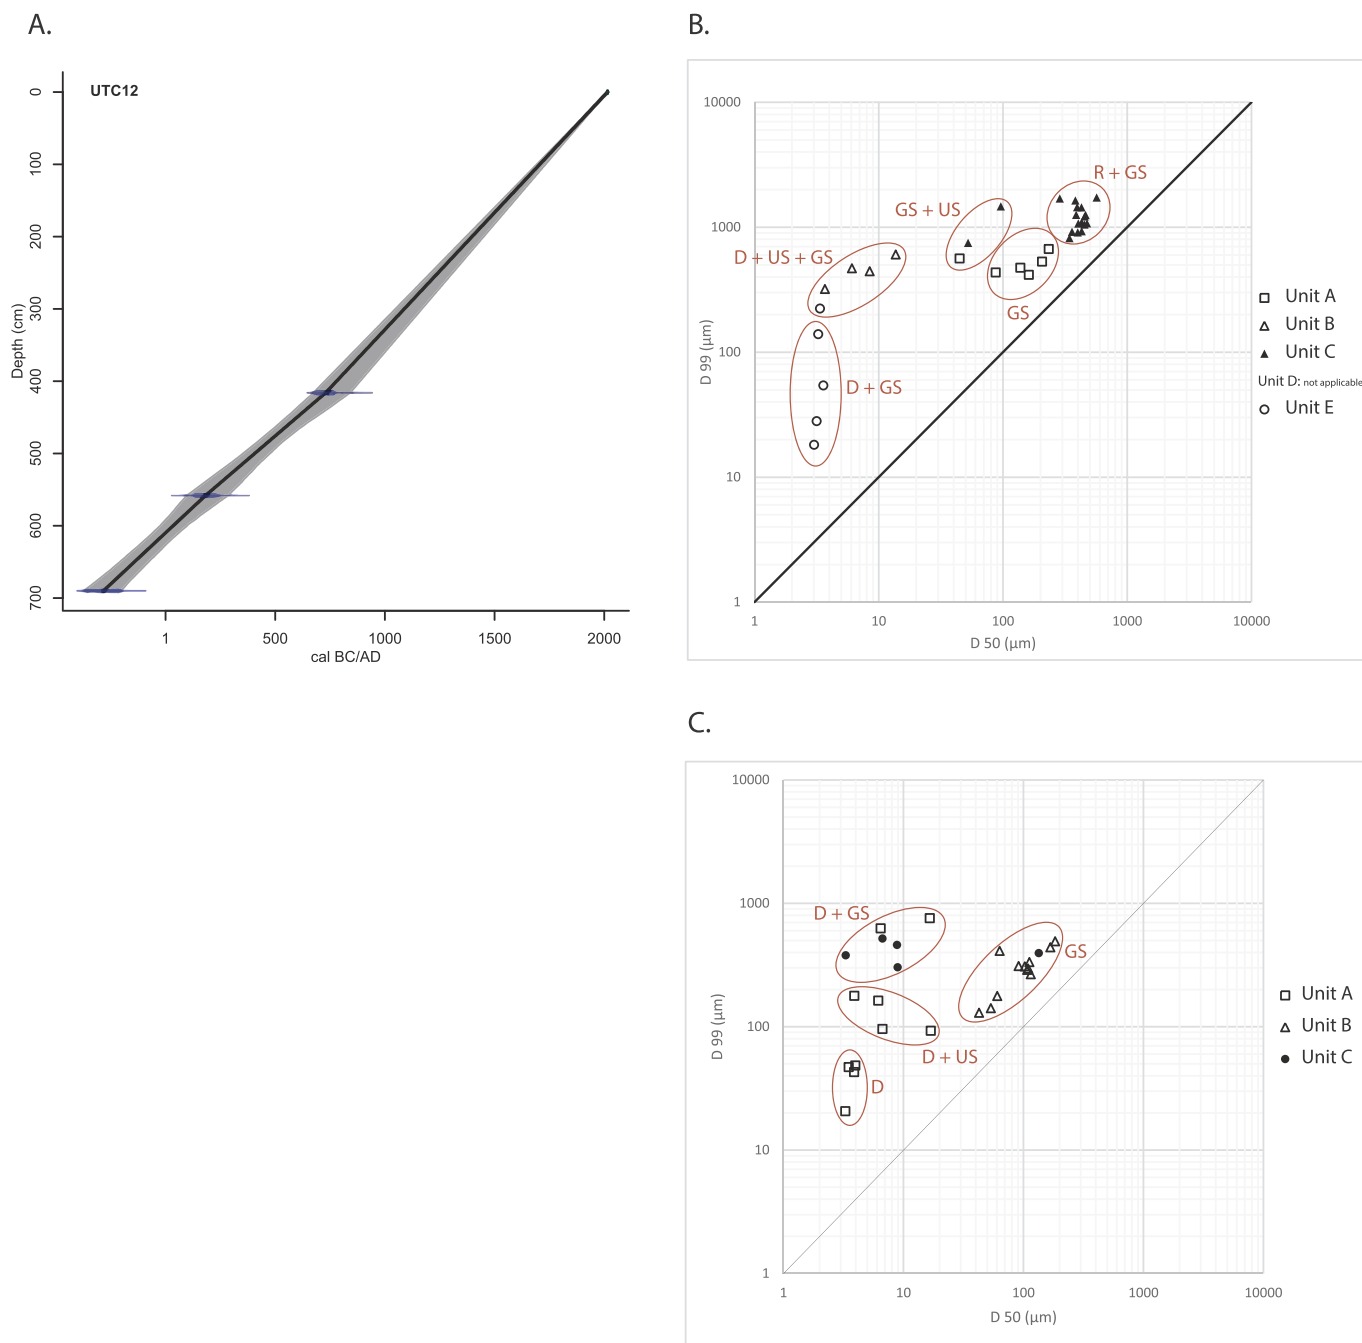 A.
UTC12
0
100
200
300
400
500
600
700
Depth (cm)
1
500
1000
1500
2000
cal BC/AD
B.
10000
1000
100
10
1
D 99 (µm)
1
10
100
1000
10000
D 50 (µm)
R + GS
GS + US
D + US + GS
GS
D + GS
Unit A
Unit B
Unit C
Unit D: not applicable
Unit E
C.
10000
1000
100
10
1
D 99 (µm)
1
10
100
1000
10000
D 50 (µm)
D + GS
GS
D + US
D
Unit A
Unit B
Unit C